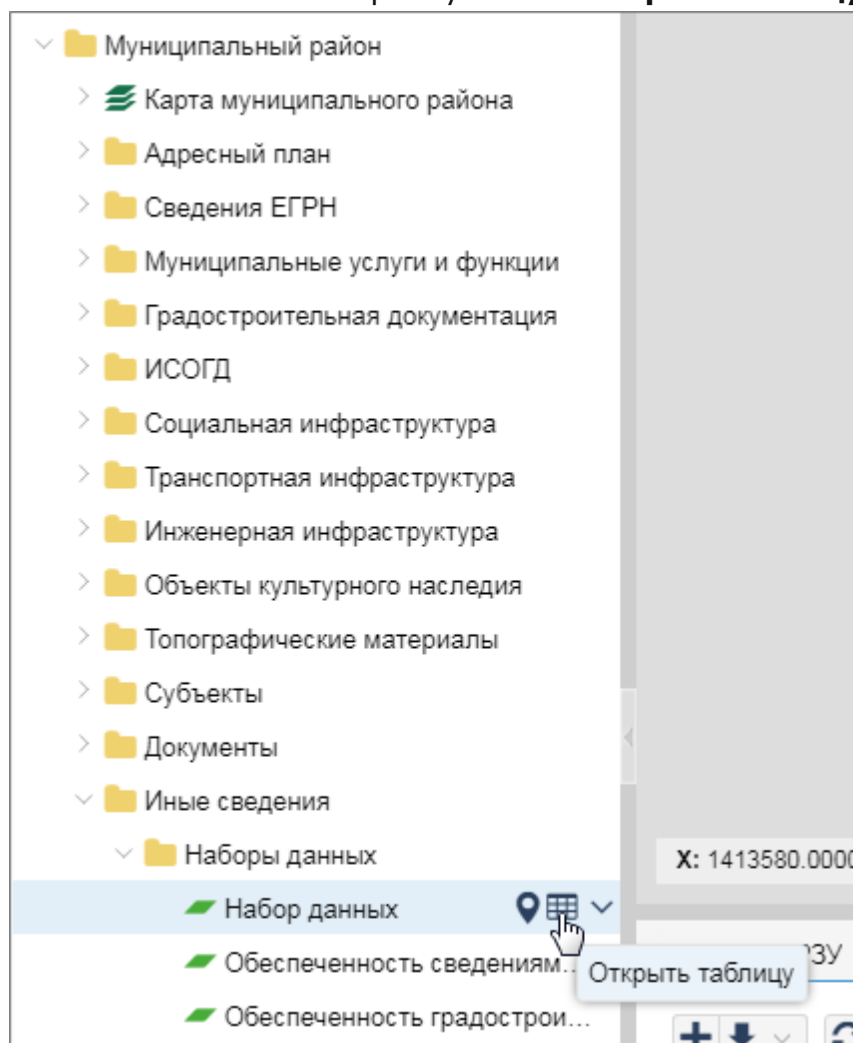 Муниципальный район
Карта муниципального района
Адресный план
Сведения ЕГРН
Муниципальные услуги и функции
Градостроительная документация
ИСОГД
Социальная инфраструктура
Транспортная инфраструктура
Инженерная инфраструктура
Объекты культурного наследия
Топографические материалы
Субъекты
Документы
Иные сведения
Наборы данных
X: 1413580.0000
Набор данных
Обеспеченность сведениям...
Открыть таблицу
ЗУ
Обеспеченность градострои...